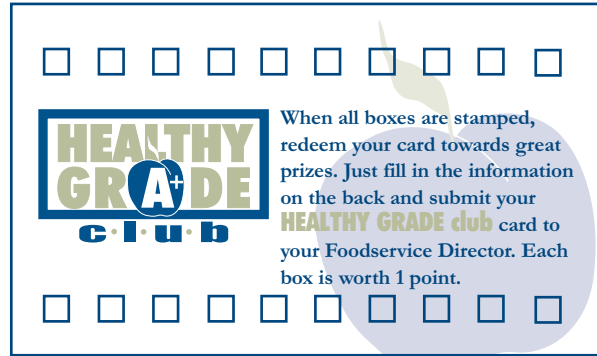 HEALTHY
GRADE
A+
c·l·u·b
When all boxes are stamped,
redeem your card towards great
prizes. Just fill in the information
on the back and submit your
HEALTHY GRADE club card to
your Foodservice Director. Each
box is worth 1 point.